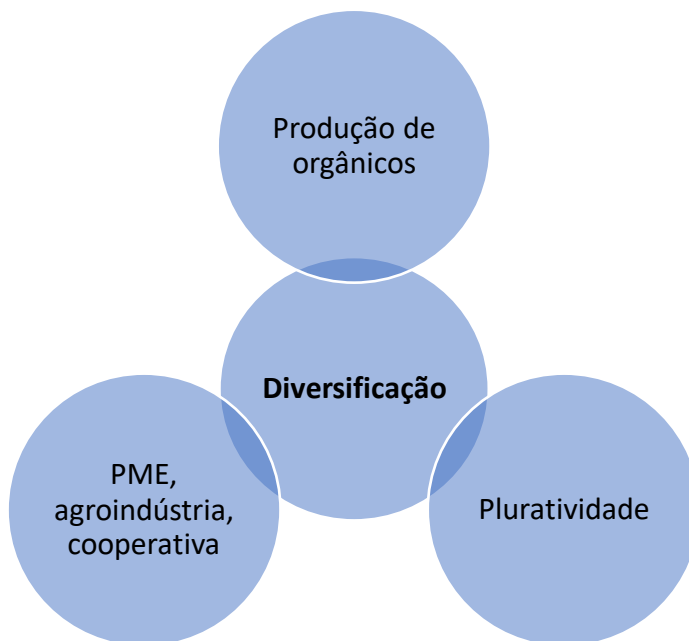 Produção de
orgânicos
Diversificação
PME,
agroindústria,
cooperativa
Pluratividade